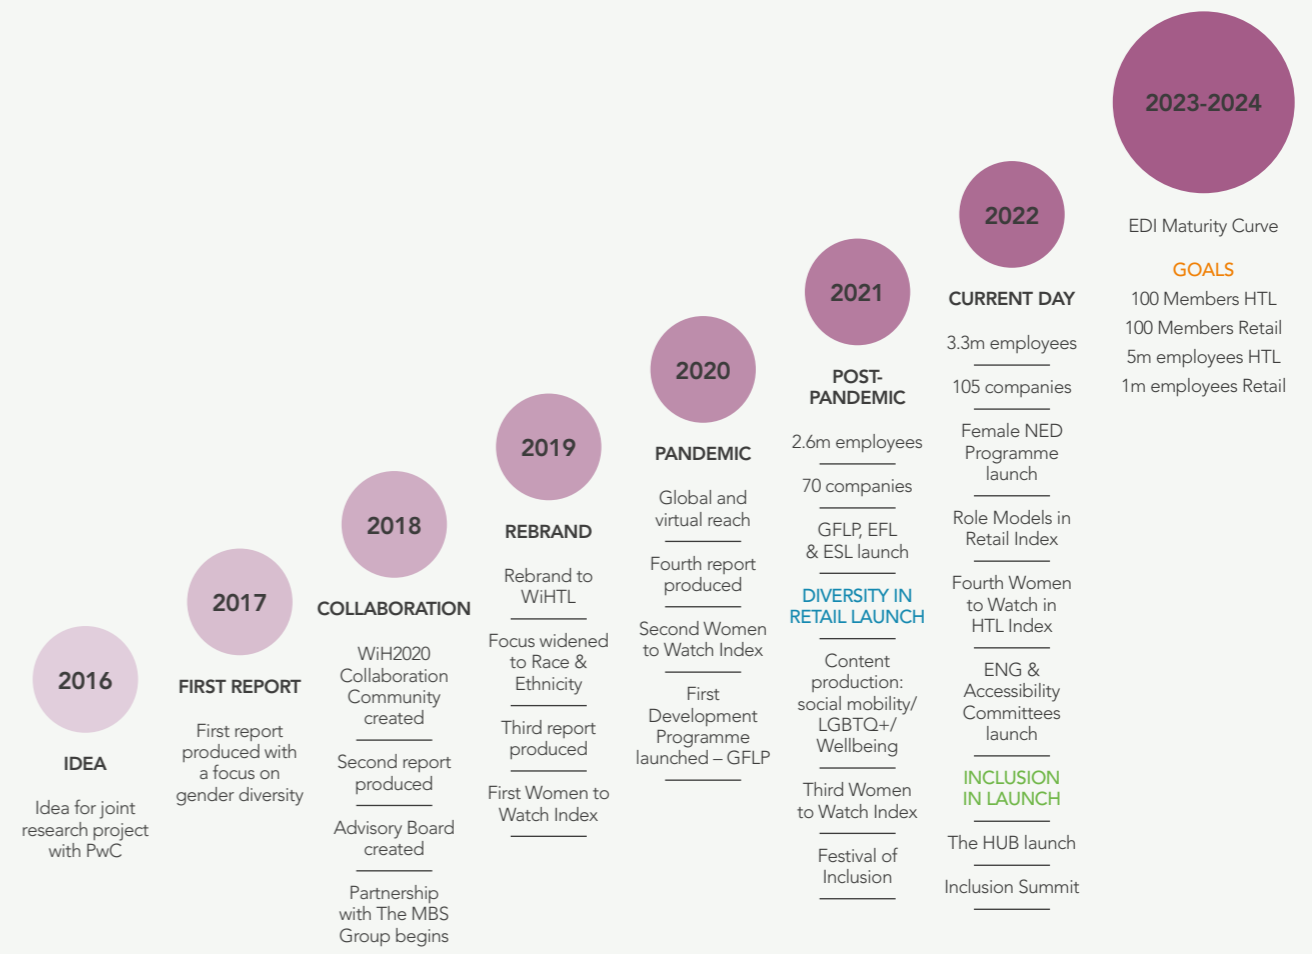 2016
IDEA
Idea for joint
research project
with PwC
2017
FIRST REPORT
First report
produced with
a focus on
gender diversity
2018
COLLABORATION
WiH2020
Collaboration
Community
created
Second report
produced
Advisory Board
created
Partnership
with The MBS
Group begins
2019
REBRAND
Rebrand to
WiHTL
Focus widened
to Race &
Ethnicity
Third report
produced
First Women to
Watch Index
2020
PANDEMIC
Global and
virtual reach
Fourth report
produced
Second Women
to Watch Index
First
Development
Programme
launched – GFLP
2021
POST-
PANDEMIC
2.6m employees
70 companies
GFLP, EFL
& ESL launch
DIVERSITY IN
RETAIL LAUNCH
Content
production:
social mobility/
LGBTQ+/
Wellbeing
Third Women
to Watch Index
Festival of
Inclusion
2022
CURRENT DAY
3.3m employees
105 companies
Female NED
Programme
launch
Role Models in
Retail Index
Fourth Women
to Watch in
HTL Index
ENG &
Accessibility
Committees
launch
INCLUSION
IN LAUNCH
The HUB launch
Inclusion Summit
2023-2024
EDI Maturity Curve
GOALS
100 Members HTL
100 Members Retail
5m employees HTL
1m employees Retail